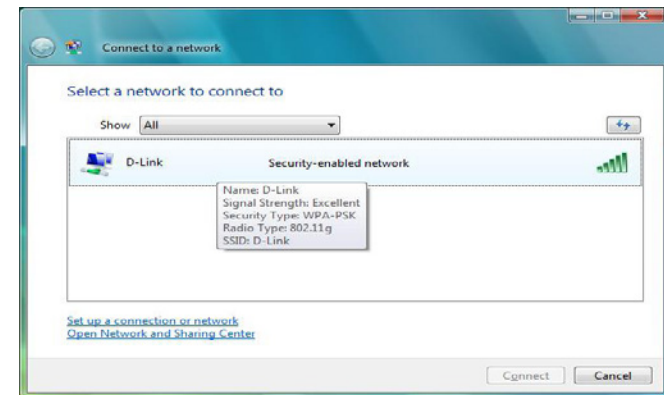 Connect to a network
Select a network to connect to
Show All
D-Link Security-enabled network
Name: D-Link
Signal Strength: Excellent
Security Type: WPA-PSK
Radio Type: 802.11g
SSID: D-Link
Set up a connection or network
Open Network and Sharing Center
Connect Cancel